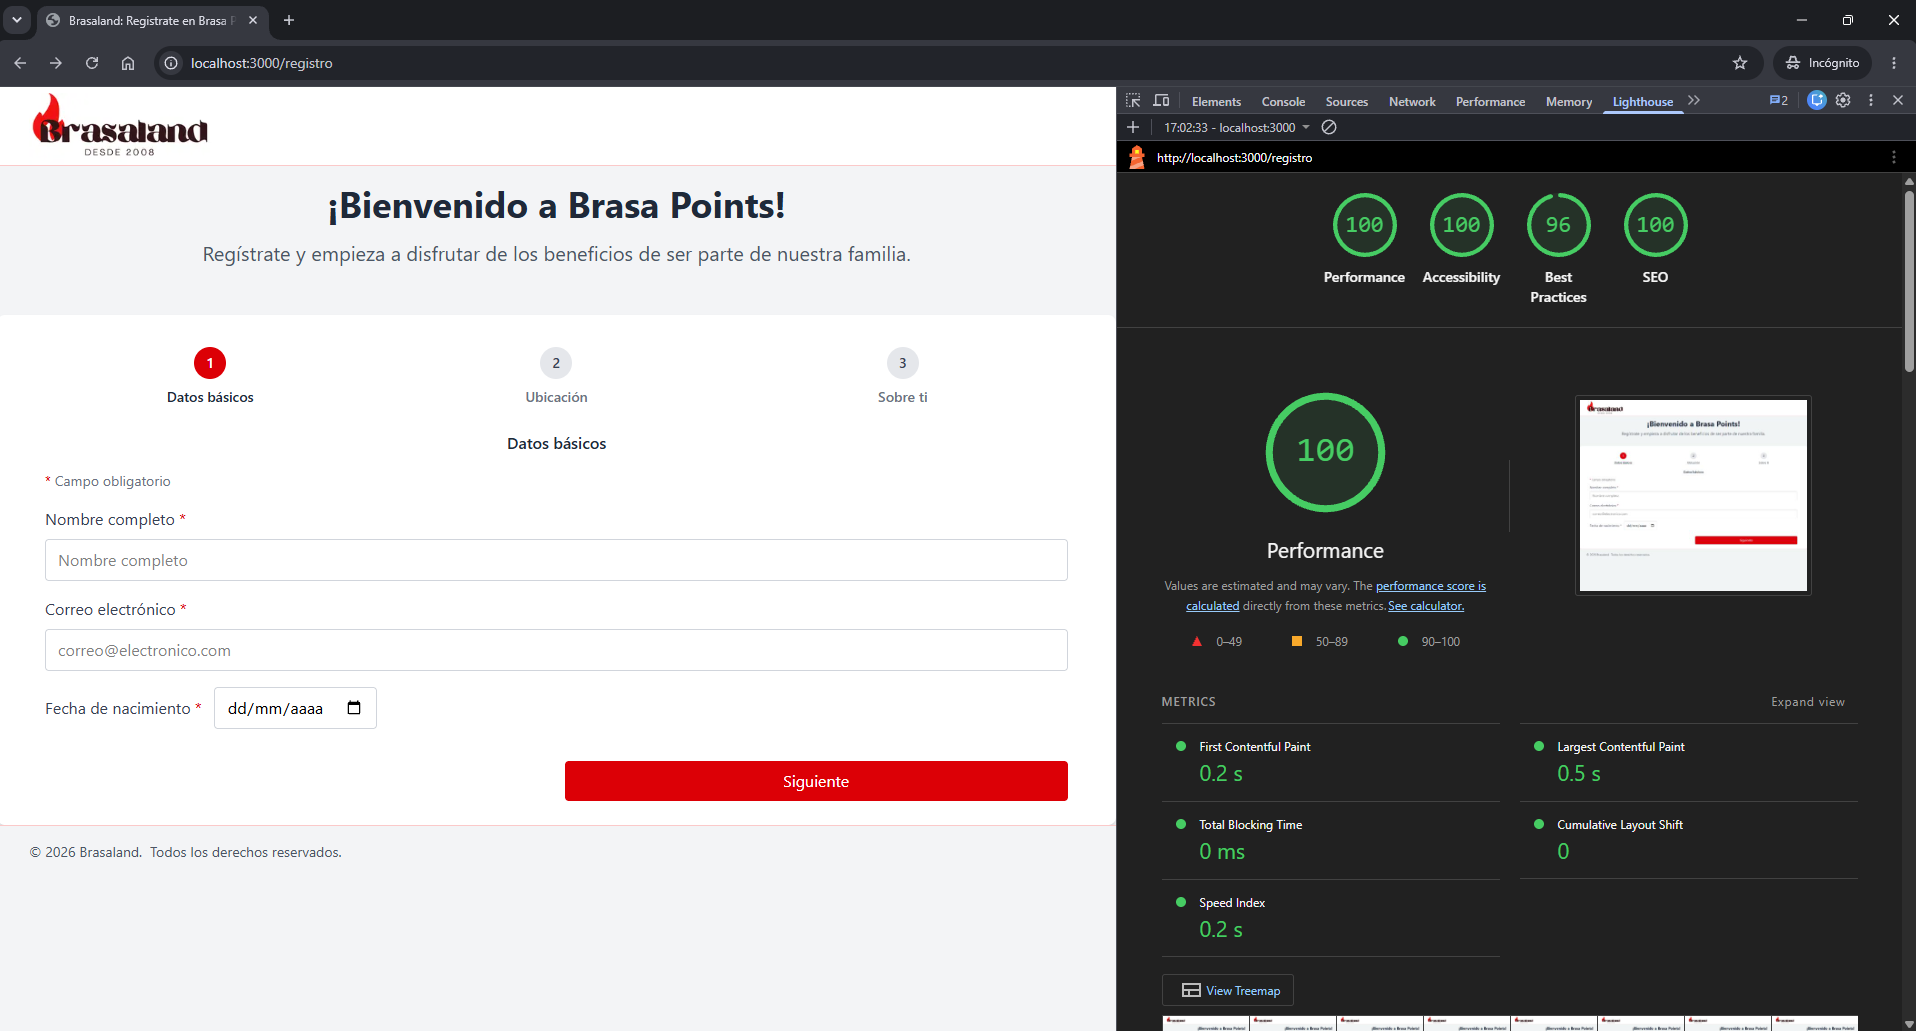 Brasaland: Registrate en Brasa P
localhost:3000/registro
Incógnito
Brasaland
DESDE 2008
¡Bienvenido a Brasa Points!
Regístrate y empieza a disfrutar de los beneficios de ser parte de nuestra familia.
1
Datos básicos
2
Ubicación
3
Sobre ti
Datos básicos
* Campo obligatorio
Nombre completo *
Nombre completo
Correo electrónico *
correo@electronico.com
Fecha de nacimiento * dd/mm/aaaa
Siguiente
© 2026 Brasaland. Todos los derechos reservados.
Elements Console Sources Network Performance Memory Lighthouse 2
17:02:33 - localhost:3000
http://localhost:3000/registro
100 100 96 100
Performance Accessibility Best Practices SEO
100
Performance
Values are estimated and may vary. The performance score is
calculated directly from these metrics. See calculator.
0–49 50–89 90–100
¡Bienvenido a Brasa Points!
METRICS Expand view
First Contentful Paint
0.2 s
Largest Contentful Paint
0.5 s
Total Blocking Time
0 ms
Cumulative Layout Shift
0
Speed Index
0.2 s
View Treemap